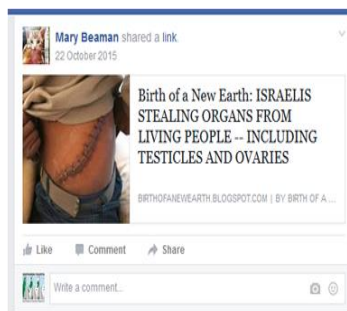 Mary Beaman shared a link.
22 October 2015
Birth of a New Earth: ISRAELIS
STEALING ORGANS FROM
LIVING PEOPLE -- INCLUDING
TESTICLES AND OVARIES
BIRTHOFANEWEARTH.BLOGSPOT.COM | BY BIRTH OF A ...
Like Comment Share
Write a comment...